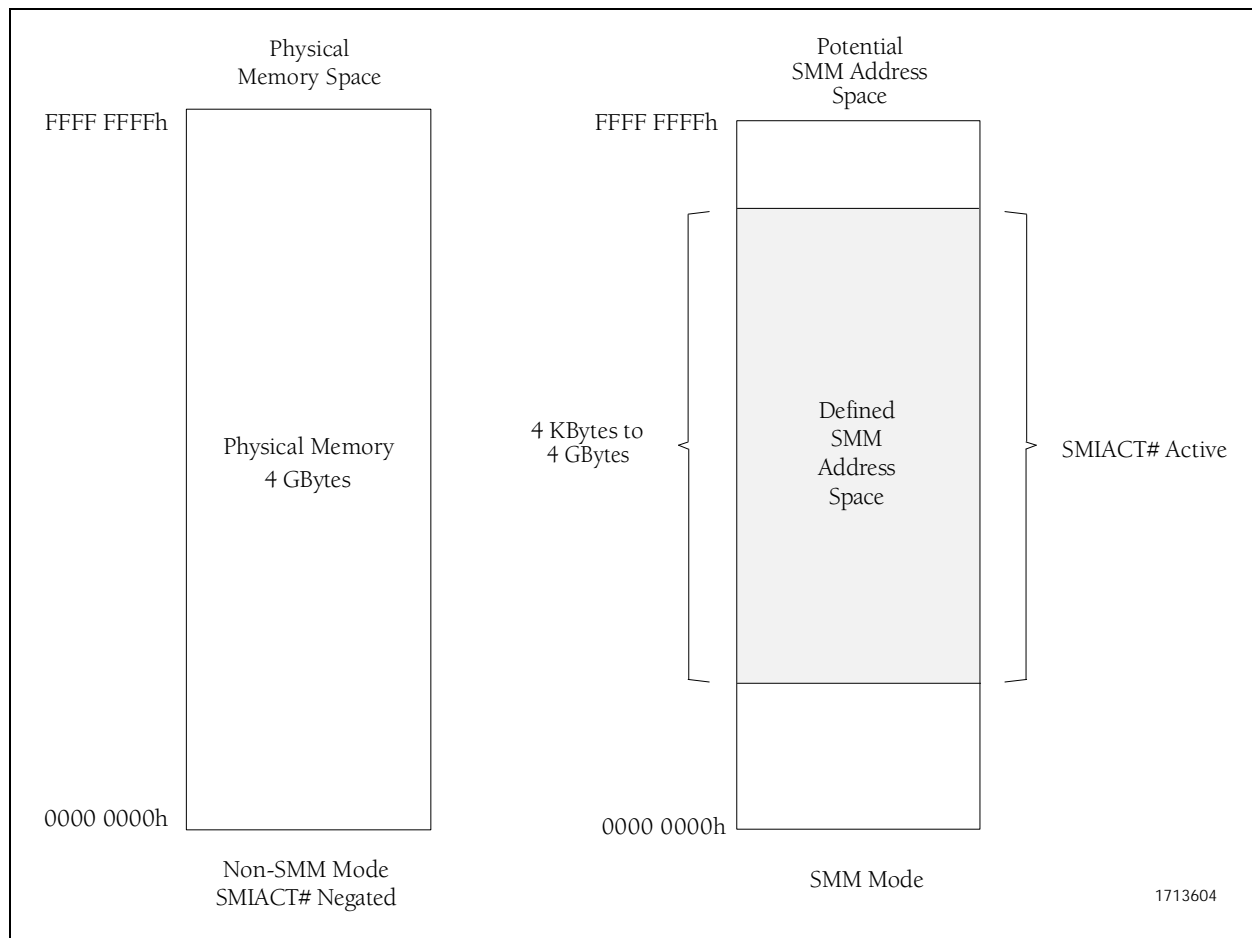 Physical
Memory Space
FFFF FFFFh
Physical Memory
4 GBytes
0000 0000h
Non-SMM Mode
SMIACT# Negated
Potential
SMM Address
Space
FFFF FFFFh
4 KBytes to
4 GBytes
Defined
SMM
Address
Space
SMIACT# Active
0000 0000h
SMM Mode
1713604